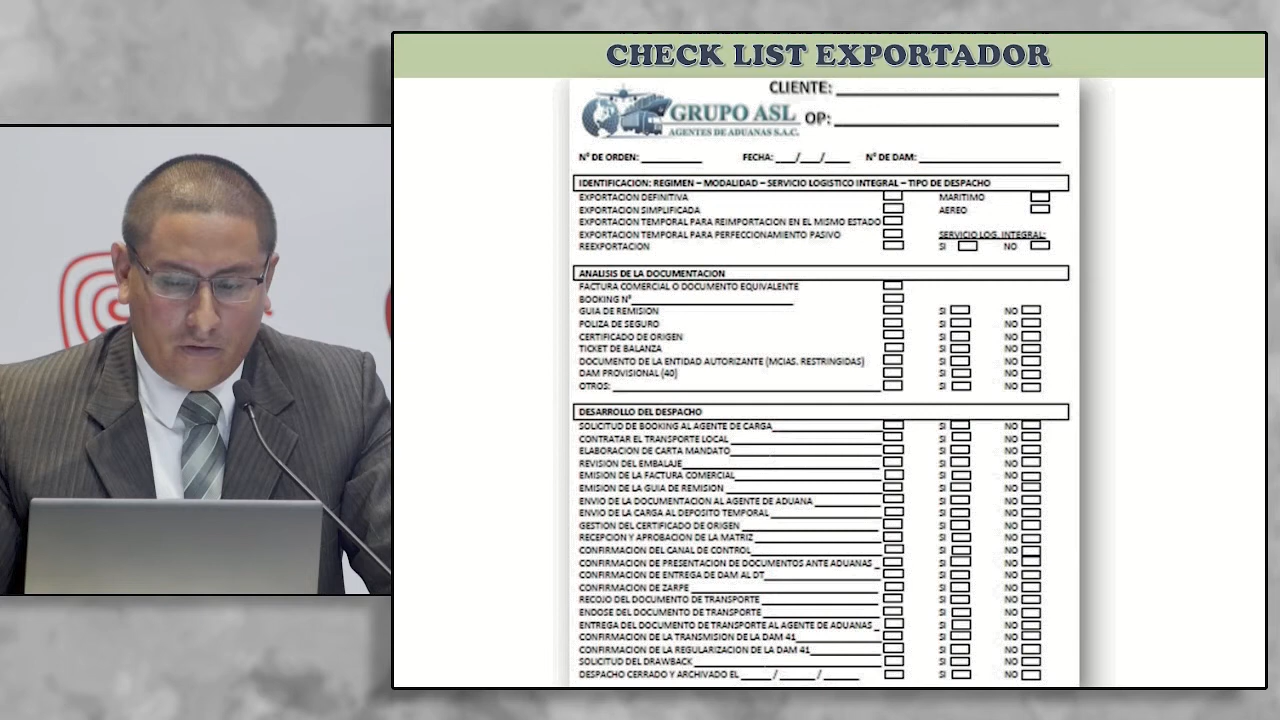 CHECK LIST EXPORTADOR
CLIENTE:
GRUPO ASL
AGENTES DE ADUANAS S.A.C.
OP:
Nº DE ORDEN: FECHA: __/__/__ Nº DE DAM:
IDENTIFICACION: REGIMEN – MODALIDAD – SERVICIO LOGISTICO INTEGRAL – TIPO DE DESPACHO
EXPORTACION DEFINITIVA MARITIMO
EXPORTACION SIMPLIFICADA AEREO
EXPORTACION TEMPORAL PARA REIMPORTACION EN EL MISMO ESTADO
EXPORTACION TEMPORAL PARA PERFECCIONAMIENTO PASIVO SERVICIO LOG. INTEGRAL:
REEXPORTACION SI NO
ANALISIS DE LA DOCUMENTACION
FACTURA COMERCIAL O DOCUMENTO EQUIVALENTE
BOOKING Nº
GUIA DE REMISION SI NO
POLIZA DE SEGURO SI NO
CERTIFICADO DE ORIGEN SI NO
TICKET DE BALANZA SI NO
DOCUMENTO DE LA ENTIDAD AUTORIZANTE (MCIAS. RESTRINGIDAS) SI NO
DAM PROVISIONAL (40) SI NO
OTROS: SI NO
DESARROLLO DEL DESPACHO
SOLICITUD DE BOOKING AL AGENTE DE CARGA SI NO
CONTRATAR EL TRANSPORTE LOCAL SI NO
ELABORACION DE CARTA MANDATO SI NO
REVISION DEL EMBALAJE SI NO
EMISION DE LA FACTURA COMERCIAL SI NO
EMISION DE LA GUIA DE REMISION SI NO
ENVIO DE LA DOCUMENTACION AL AGENTE DE ADUANA SI NO
ENVIO DE LA CARGA AL DEPOSITO TEMPORAL SI NO
GESTION DEL CERTIFICADO DE ORIGEN SI NO
RECEPCION Y APROBACION DE LA MATRIZ SI NO
CONFIRMACION DEL CANAL DE CONTROL SI NO
CONFIRMACION DE PRESENTACION DE DOCUMENTOS ANTE ADUANAS SI NO
CONFIRMACION DE ENTREGA DE DAM AL DT SI NO
CONFIRMACION DE ZARPE SI NO
RECOJO DEL DOCUMENTO DE TRANSPORTE SI NO
ENDOSE DEL DOCUMENTO DE TRANSPORTE SI NO
ENTREGA DEL DOCUMENTO DE TRANSPORTE AL AGENTE DE ADUANAS SI NO
CONFIRMACION DE LA TRANSMISION DE LA DAM 41 SI NO
CONFIRMACION DE LA REGULARIZACION DE LA DAM 41 SI NO
SOLICITUD DEL DRAWBACK SI NO
DESPACHO CERRADO Y ARCHIVADO EL __/__/__ SI NO